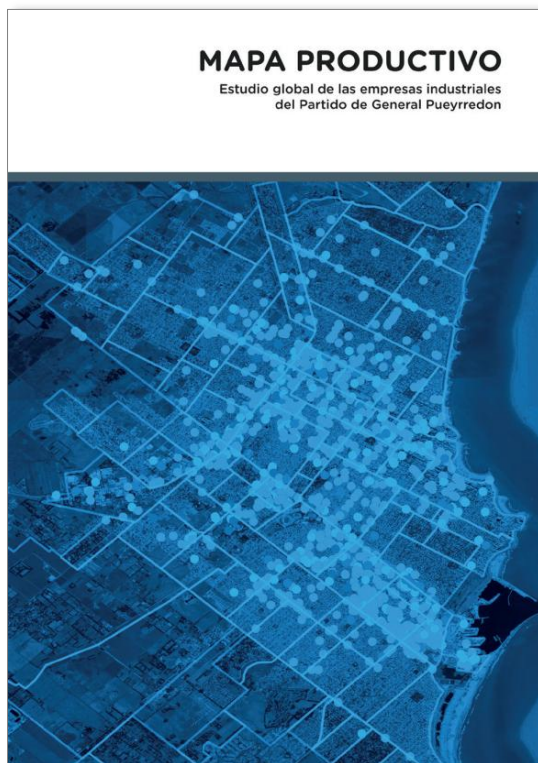 MAPA PRODUCTIVO
Estudio global de las empresas industriales
del Partido de General Pueyrredon